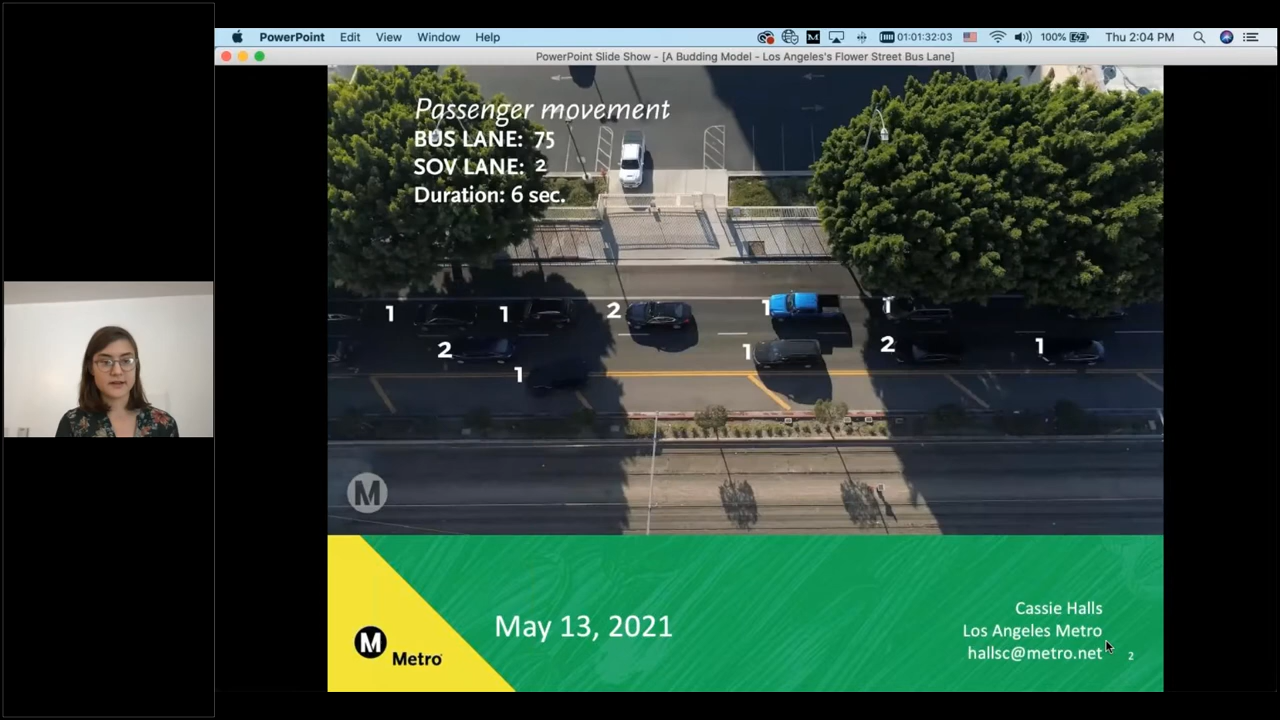 PowerPoint Edit View Window Help
01:01:32:03
100%
Thu 2:04 PM
PowerPoint Slide Show - [A Budding Model - Los Angeles's Flower Street Bus Lane]
Passenger movement
BUS LANE: 75
SOV LANE: 2
Duration: 6 sec.
1 1 2 1 1
2 1 2 1
1
M
May 13, 2021
Cassie Halls
Los Angeles Metro
hallsc@metro.net
2
M Metro